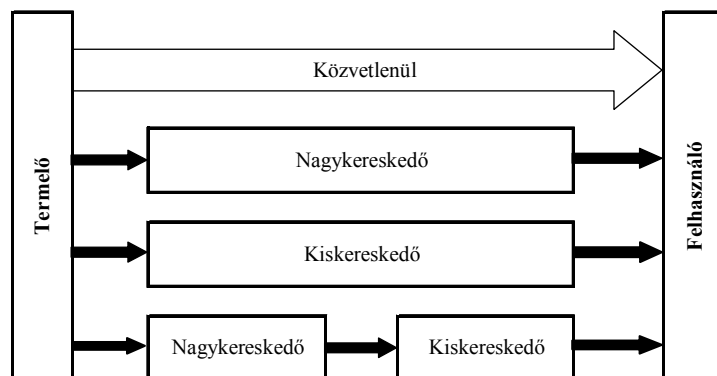 Termelő
Közvetlenül
Nagykereskedő
Kiskereskedő
Nagykereskedő
Kiskereskedő
Felhasználó